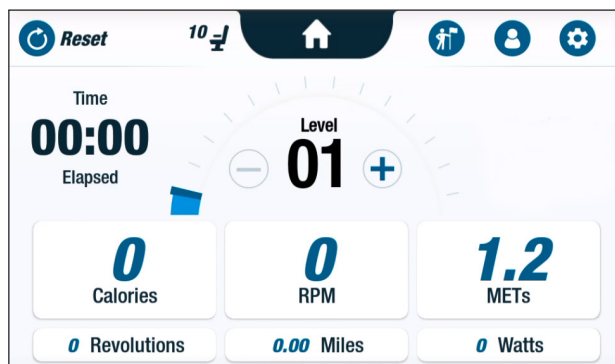 Reset
10
Time
00:00
Elapsed
Level
01
0
Calories
0
RPM
1.2
METs
0 Revolutions
0.00 Miles
0 Watts